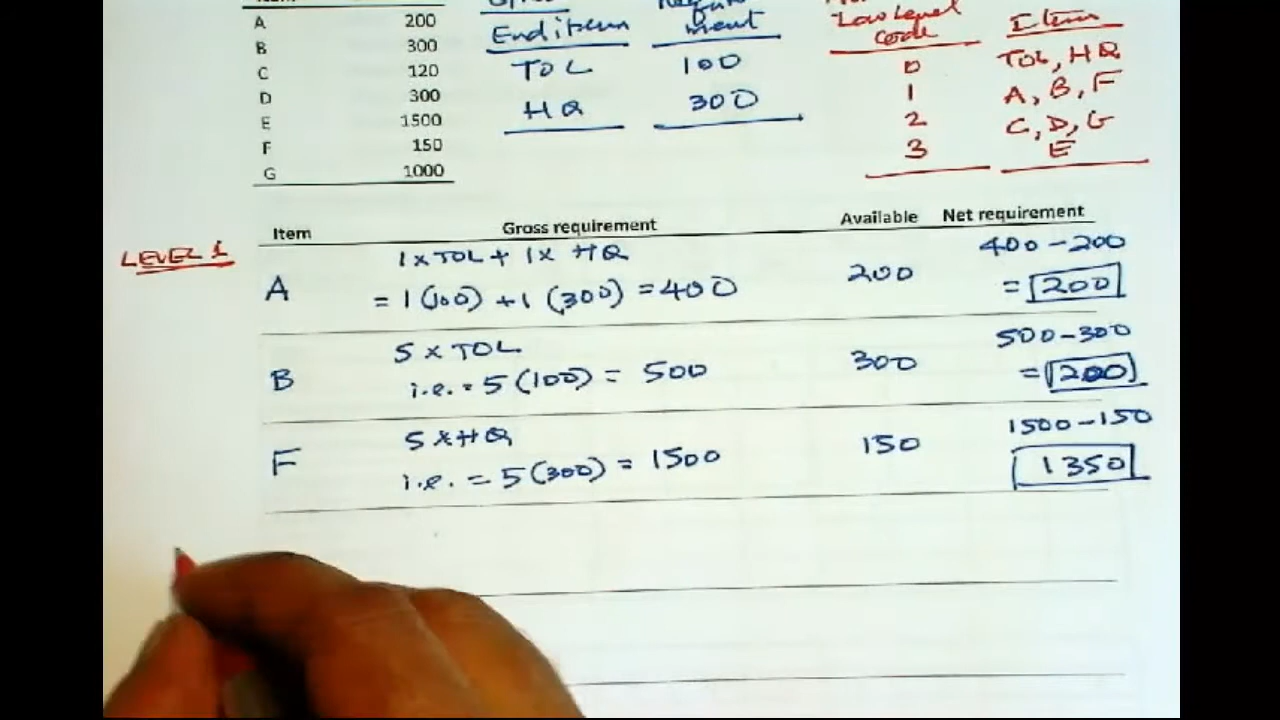 A 200
B 300
C 120
D 300
E 1500
F 150
G 1000
End item ment
TOL 100
HQ 300
Low Level Item
Code
0 TOL, HQ
1 A, B, F
2 C, D, G
3 E
Item Gross requirement Available Net requirement
LEVEL 1
A 1 x TOL + 1 x HQ 200 400 - 200
= 1 (100) + 1 (300) = 400 = 200
B 5 x TOL 300 500 - 300
i.e. = 5 (100) = 500 = 200
F 5 x HQ 150 1500 - 150
i.e. = 5 (300) = 1500 1350